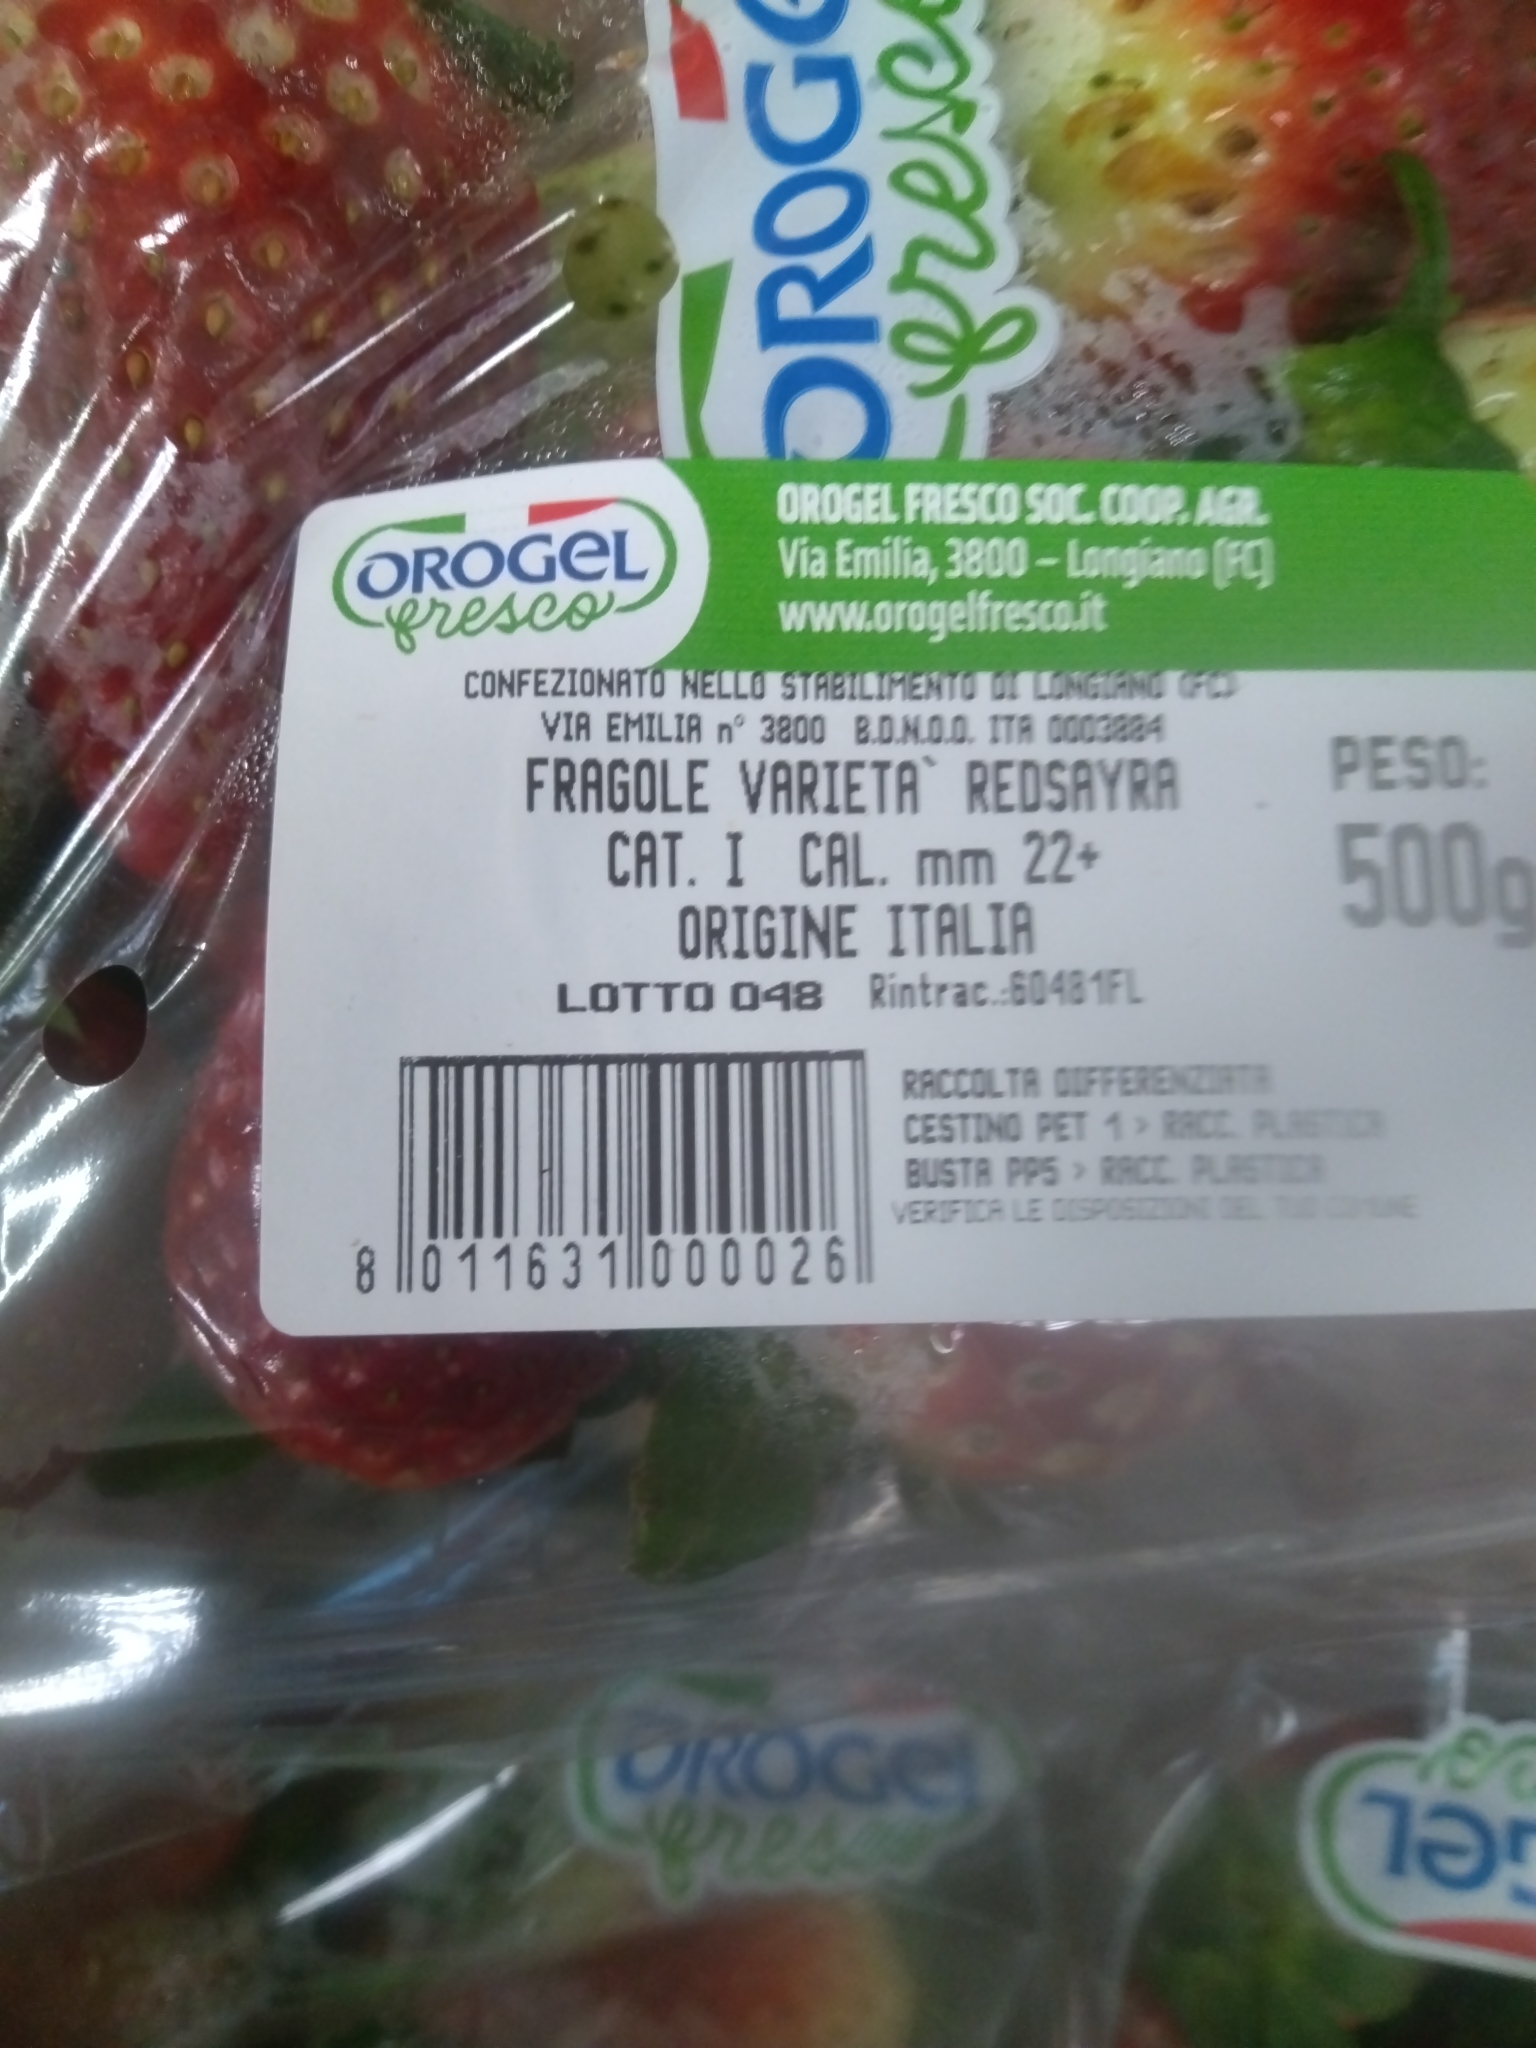 OROGEL
fresco
OROGEL
fresco
OROGEL FRESCO SOC. COOP. AGR.
Via Emilia, 3800 – Longiano (FC)
www.orogelfresco.it
CONFEZIONATO NELLO STABILIMENTO DI LONGIANO (FC)
VIA EMILIA n° 3800 B.D.N.O.O. ITA 0003884
FRAGOLE VARIETA` REDSAYRA
CAT. I CAL. mm 22+
ORIGINE ITALIA
LOTTO 048 Rintrac.:60481FL
PESO:
500g
RACCOLTA DIFFERENZIATA
CESTINO PET 1 > RACC. PLASTICA
BUSTA PP5 > RACC. PLASTICA
VERIFICA LE DISPOSIZIONI DEL TUO COMUNE
8 011631 000026
OROGEL
fresco
GEL